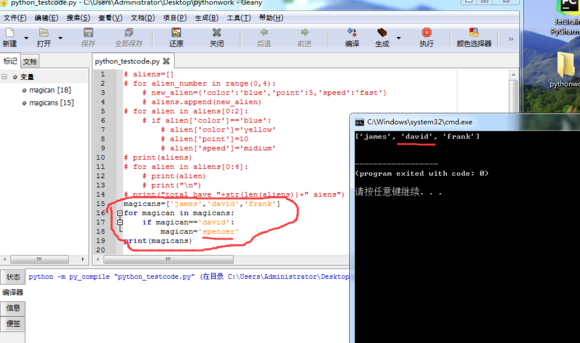 python_testcode.py - C:\Users\Administrator\Desktop\pythonwork - Geany
文件(F) 编辑(E) 搜索(S) 查看(V) 文档(D) 项目(P) 生成(B) 工具(T) 帮助(H)
新建 打开 保存 全部保存 还原 关闭 后退 前进 编译 生成 执行 颜色选择器
标记 文档 python_testcode.py
变量
magican [18]
magicans [15]
1 # aliens=[]
2 # for alien_number in range(0,4):
3 # new_alien={'color':'blue','point':5,'speed':'fast'}
4 # aliens.append(new_alien)
5 # for alien in aliens[0:2]:
6 # if alien['color']=='blue':
7 # alien['color']='yellow'
8 # alien['point']=10
9 # alien['speed']='midium'
10 # print(aliens)
11 # for alien in aliens[0:4]:
12 # print(alien)
13 # print("\n")
14 # print("total have "+str(len(aliens))+" aiens")
15 magicans=['james','david','frank']
16 for magican in magicans:
17 if magican=='david':
18 magican='spencer'
19 print(magicans)
20
状态 python -m py_compile "python_testcode.py" (在目录 C:\Users\Administrator\Desktop
编译器
信息
便签
C:\Windows\system32\cmd.exe
['james', 'david', 'frank']
------------------
(program exited with code: 0)
请按任意键继续. . .
JetBrain
PyCharm
pythonwo